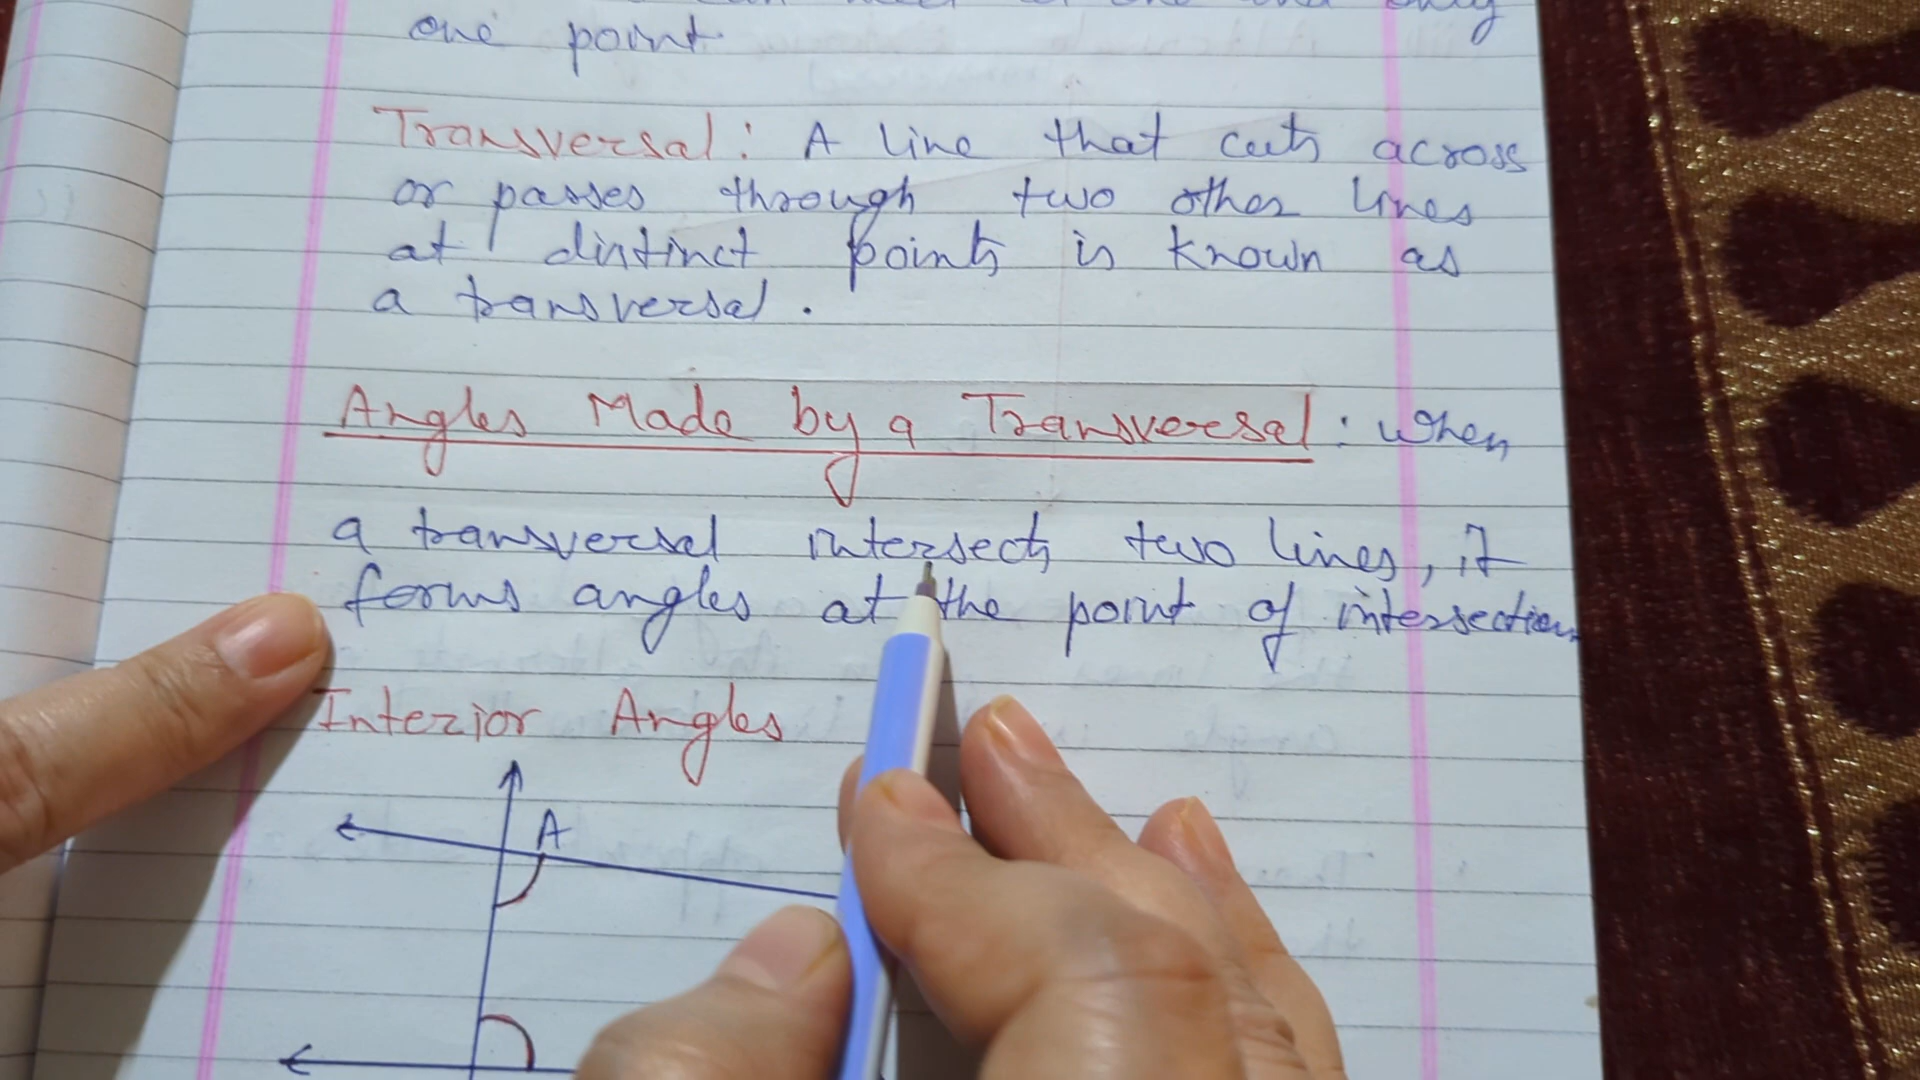 one point
Transversal: A line that cuts across
or passes through two other lines
at distinct points is known as
a transversal.
Angles Made by a Transversal: When
a transversal intersects two lines, it
forms angles at the point of intersection
Interior Angles
A